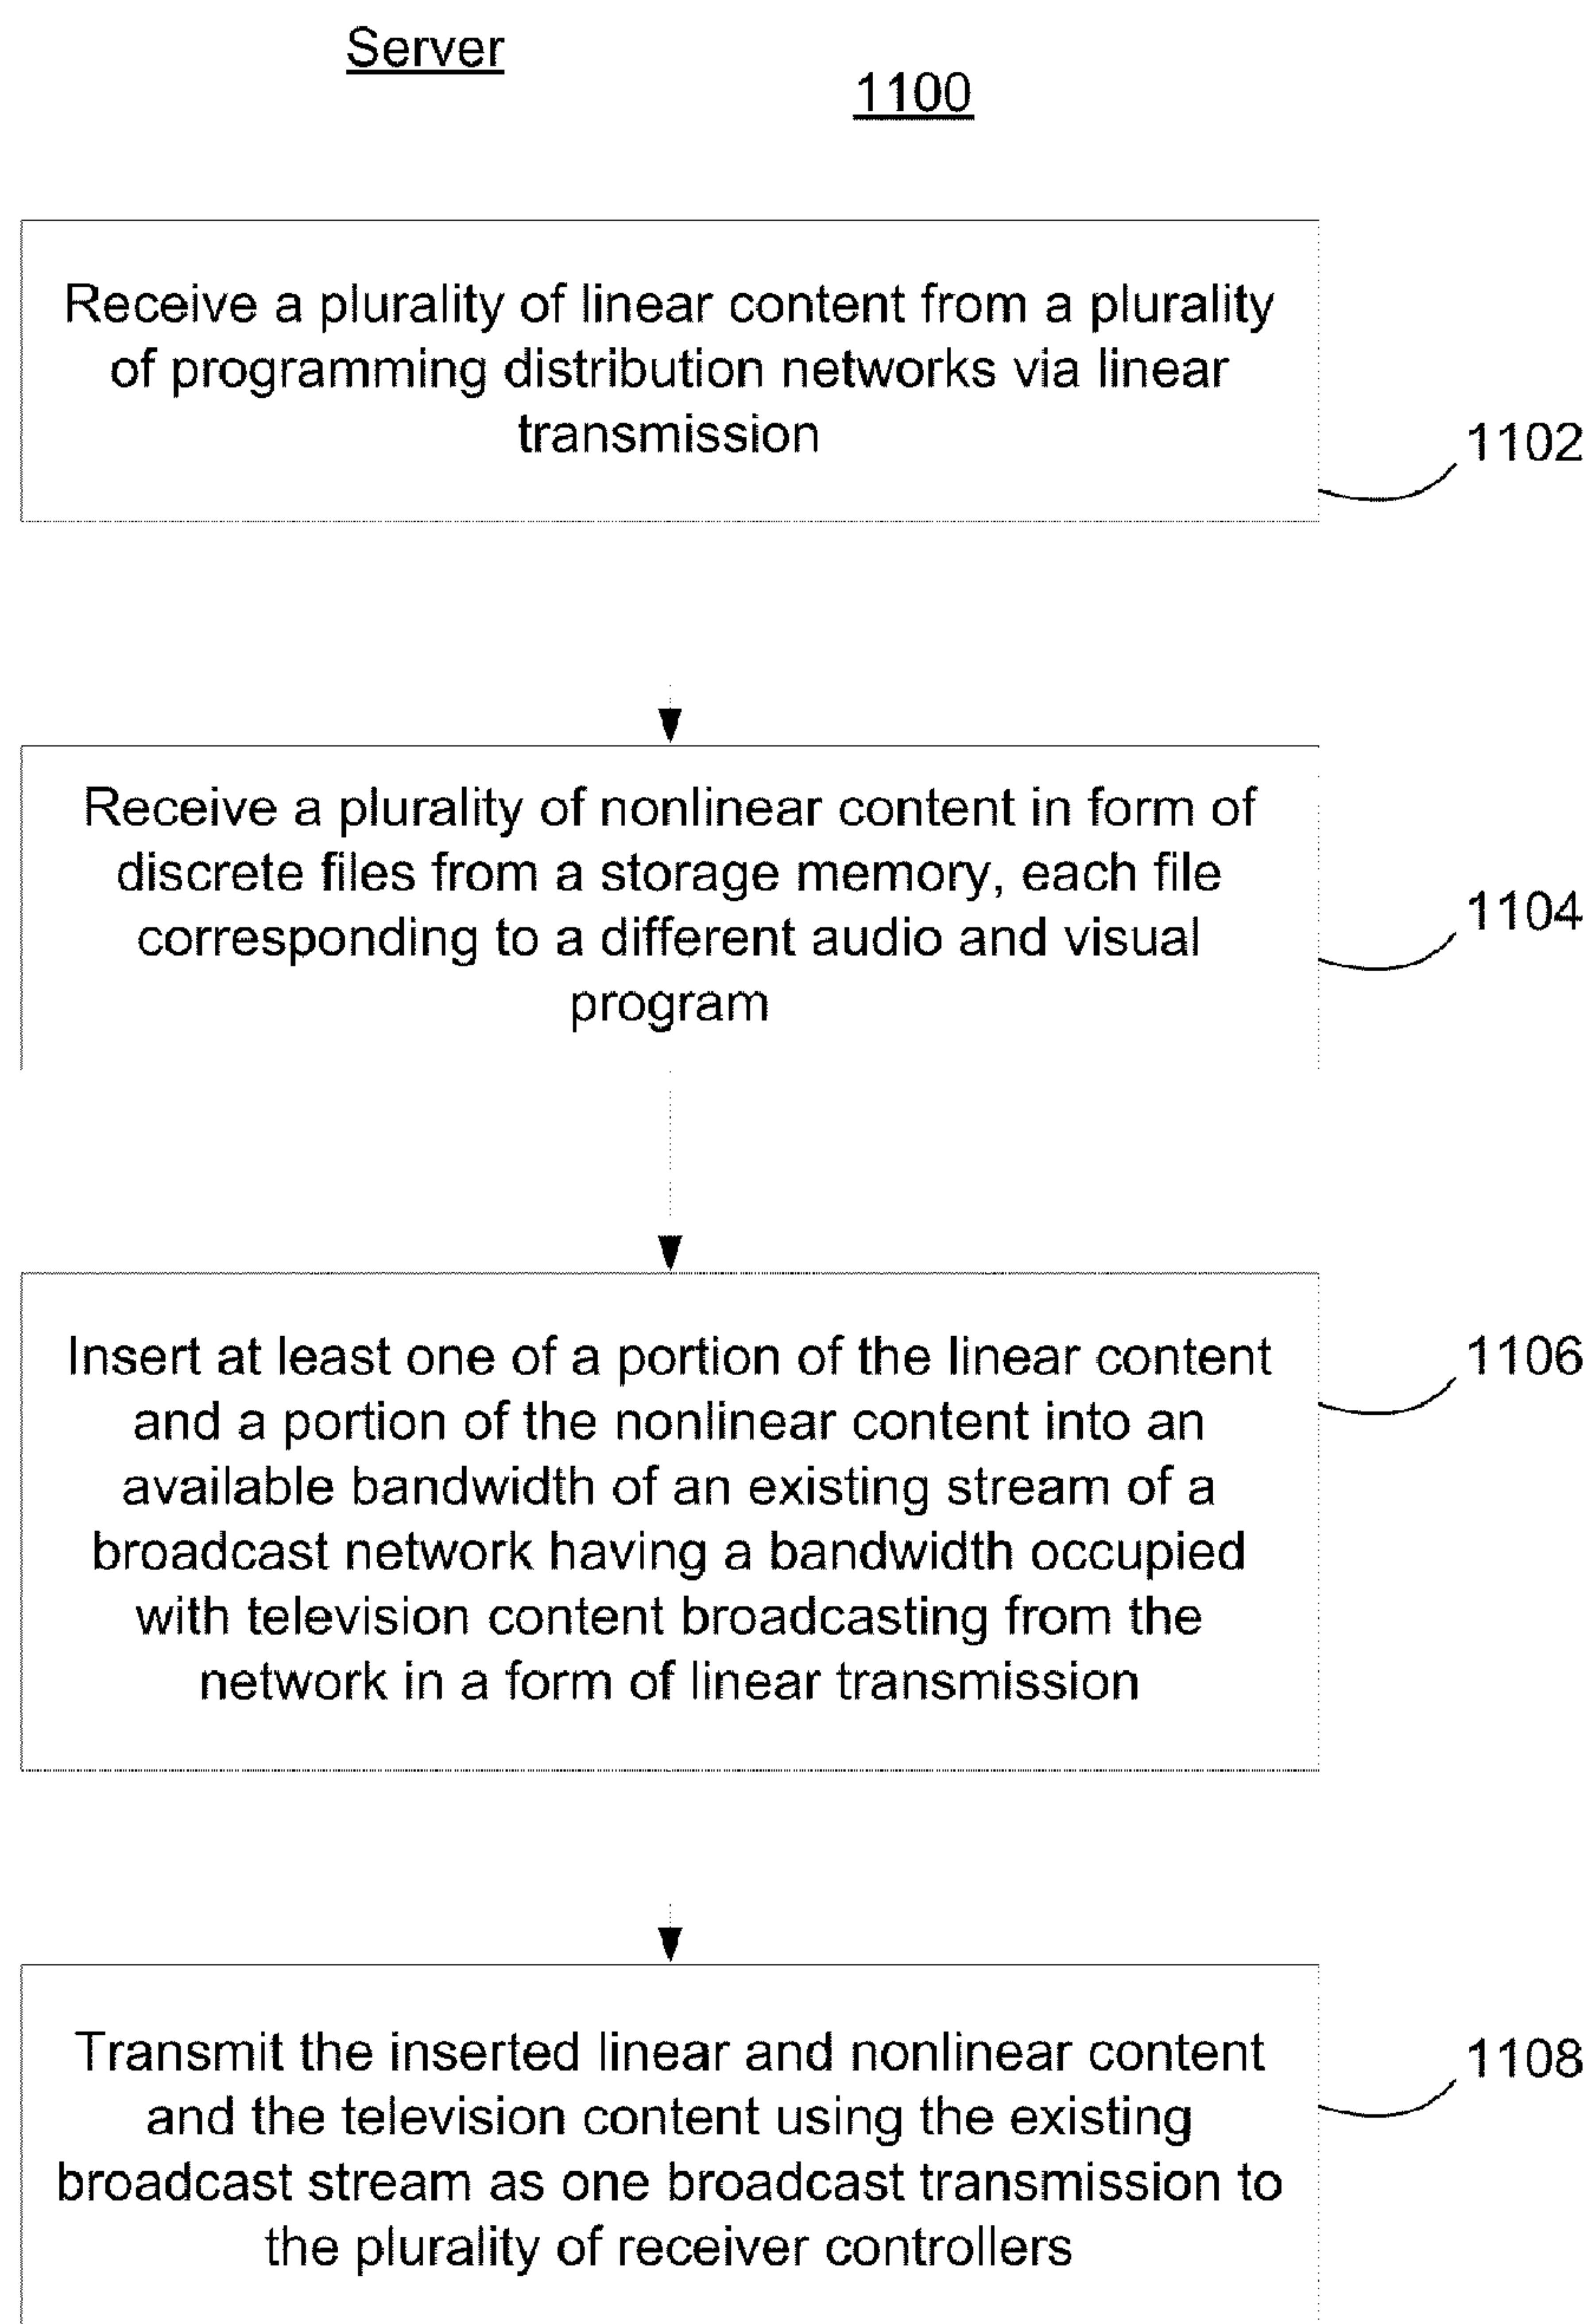 Server
1100
Receive a plurality of linear content from a plurality
of programming distribution networks via linear
transmission
1102
Receive a plurality of nonlinear content in form of
discrete files from a storage memory, each file
corresponding to a different audio and visual
program
1104
Insert at least one of a portion of the linear content
and a portion of the nonlinear content into an
available bandwidth of an existing stream of a
broadcast network having a bandwidth occupied
with television content broadcasting from the
network in a form of linear transmission
1106
Transmit the inserted linear and nonlinear content
and the television content using the existing
broadcast stream as one broadcast transmission to
the plurality of receiver controllers
1108